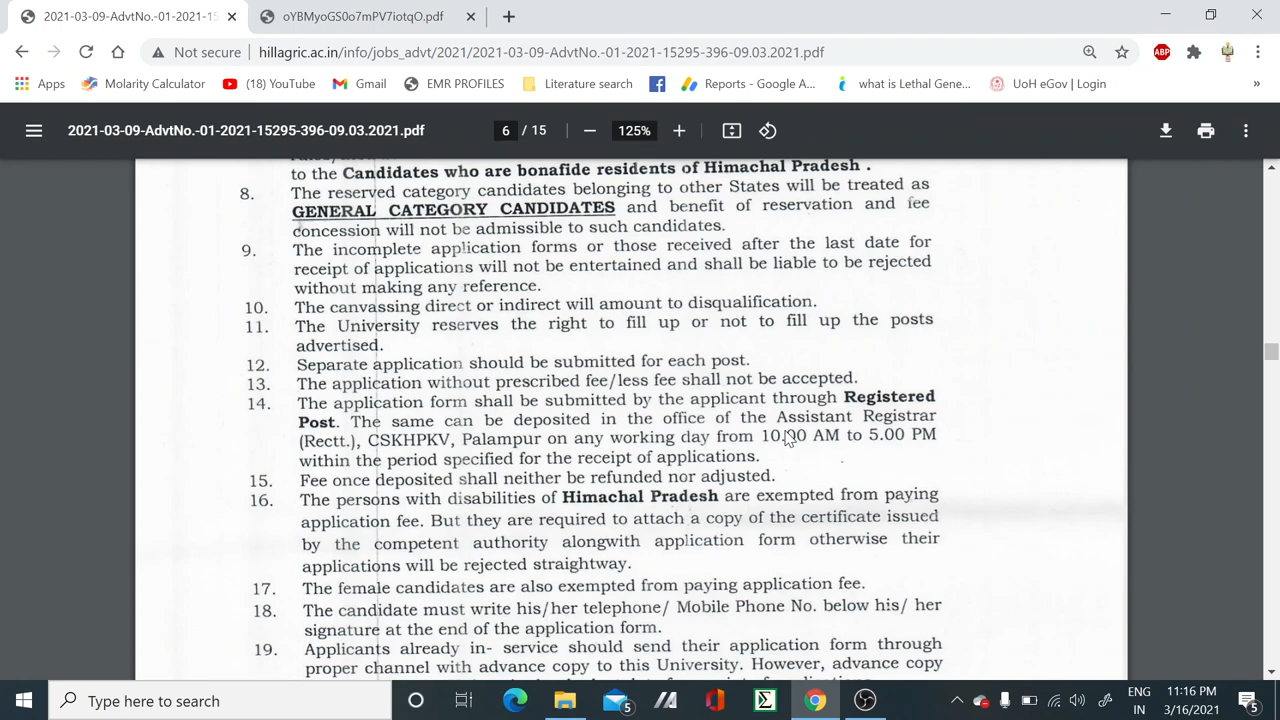 2021-03-09-AdvtNo.-01-2021-15
oYBMyoGS0o7mPV7iotqO.pdf
Not secure
hillagric.ac.in/info/jobs_advt/2021/2021-03-09-AdvtNo.-01-2021-15295-396-09.03.2021.pdf
ABP
Apps
Molarity Calculator
(18) YouTube
Gmail
EMR PROFILES
Literature search
Reports - Google A...
what is Lethal Gene...
UoH eGov | Login
2021-03-09-AdvtNo.-01-2021-15295-396-09.03.2021.pdf
6 / 15
125%
to the Candidates who are bonafide residents of Himachal Pradesh .
8. The reserved category candidates belonging to other States will be treated as
GENERAL CATEGORY CANDIDATES and benefit of reservation and fee
concession will not be admissible to such candidates.
9. The incomplete application forms or those received after the last date for
receipt of applications will not be entertained and shall be liable to be rejected
without making any reference.
10. The canvassing direct or indirect will amount to disqualification.
11. The University reserves the right to fill up or not to fill up the posts
advertised.
12. Separate application should be submitted for each post.
13. The application without prescribed fee/less fee shall not be accepted.
14. The application form shall be submitted by the applicant through Registered
Post. The same can be deposited in the office of the Assistant Registrar
(Rectt.), CSKHPKV, Palampur on any working day from 10.00 AM to 5.00 PM
within the period specified for the receipt of applications.
15. Fee once deposited shall neither be refunded nor adjusted.
16. The persons with disabilities of Himachal Pradesh are exempted from paying
application fee. But they are required to attach a copy of the certificate issued
by the competent authority alongwith application form otherwise their
applications will be rejected straightway.
17. The female candidates are also exempted from paying application fee.
18. The candidate must write his/her telephone/ Mobile Phone No. below his/ her
signature at the end of the application form.
19. Applicants already in- service should send their application form through
proper channel with advance copy to this University. However, advance copy
Type here to search
5
ENG
IN
11:16 PM
3/16/2021
5